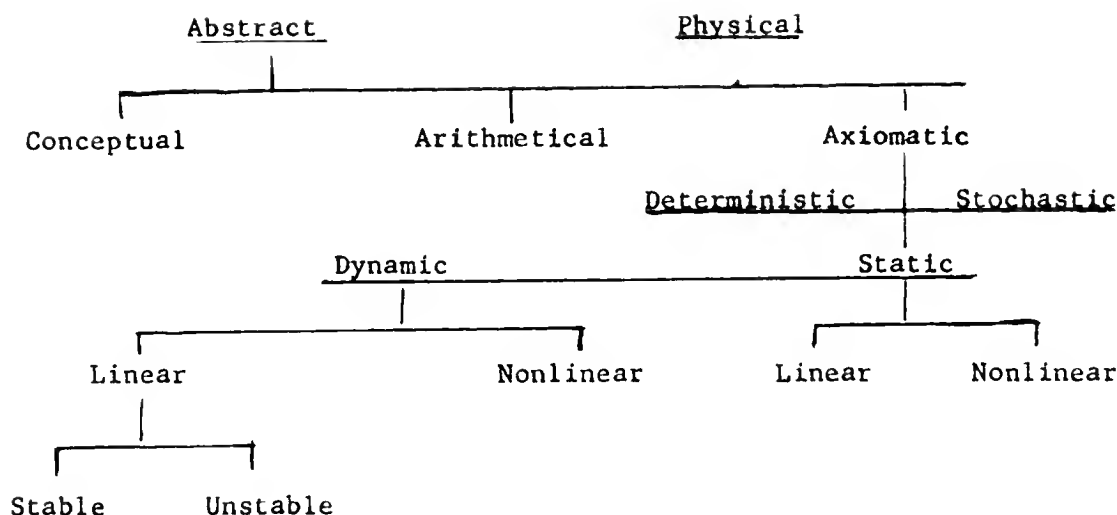 Abstract Physical
Conceptual Arithmetical Axiomatic
Deterministic Stochastic
Dynamic Static
Linear Nonlinear Linear Nonlinear
Stable Unstable